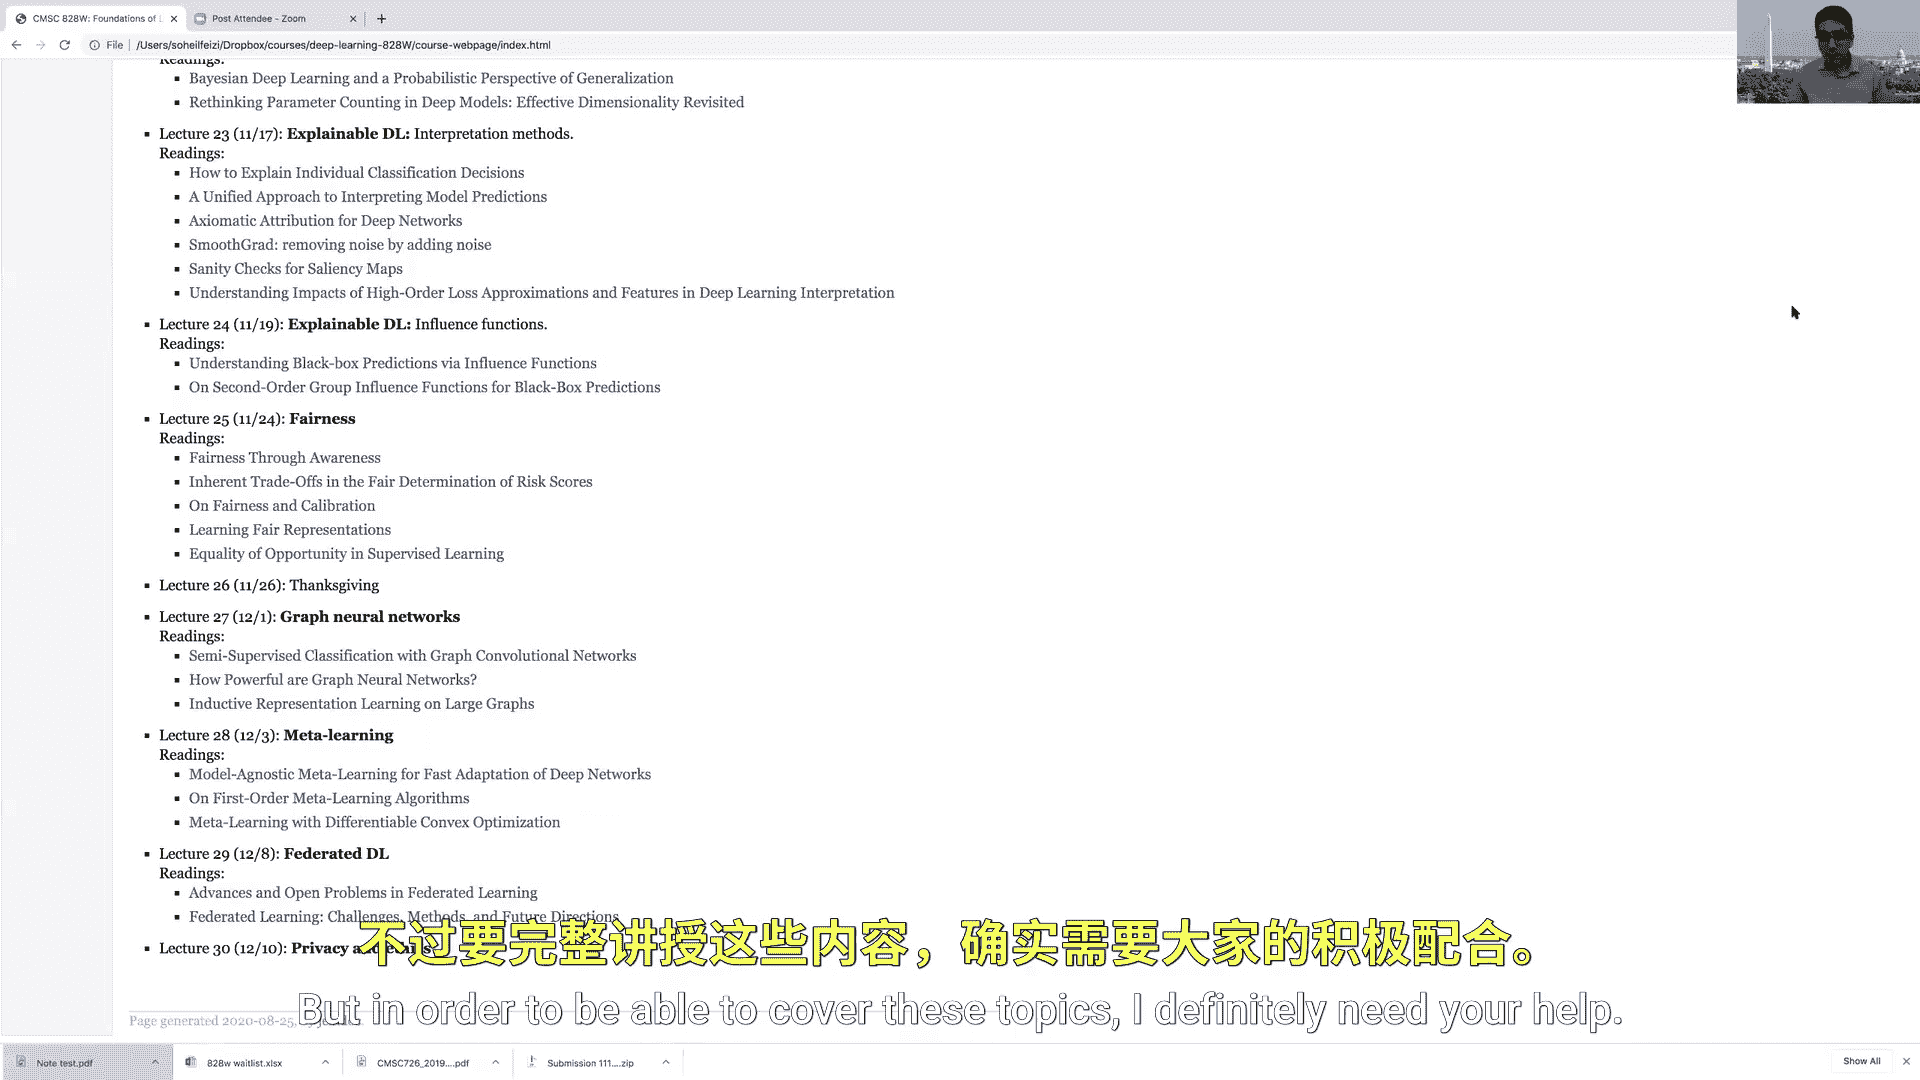 CMSC 828W: Foundations of
Post Attendee - Zoom
File /Users/soheilfeizi/Dropbox/courses/deep-learning-828W/course-webpage/index.html
Readings:
Bayesian Deep Learning and a Probabilistic Perspective of Generalization
Rethinking Parameter Counting in Deep Models: Effective Dimensionality Revisited
Lecture 23 (11/17): Explainable DL: Interpretation methods.
Readings:
How to Explain Individual Classification Decisions
A Unified Approach to Interpreting Model Predictions
Axiomatic Attribution for Deep Networks
SmoothGrad: removing noise by adding noise
Sanity Checks for Saliency Maps
Understanding Impacts of High-Order Loss Approximations and Features in Deep Learning Interpretation
Lecture 24 (11/19): Explainable DL: Influence functions.
Readings:
Understanding Black-box Predictions via Influence Functions
On Second-Order Group Influence Functions for Black-Box Predictions
Lecture 25 (11/24): Fairness
Readings:
Fairness Through Awareness
Inherent Trade-Offs in the Fair Determination of Risk Scores
On Fairness and Calibration
Learning Fair Representations
Equality of Opportunity in Supervised Learning
Lecture 26 (11/26): Thanksgiving
Lecture 27 (12/1): Graph neural networks
Readings:
Semi-Supervised Classification with Graph Convolutional Networks
How Powerful are Graph Neural Networks?
Inductive Representation Learning on Large Graphs
Lecture 28 (12/3): Meta-learning
Readings:
Model-Agnostic Meta-Learning for Fast Adaptation of Deep Networks
On First-Order Meta-Learning Algorithms
Meta-Learning with Differentiable Convex Optimization
Lecture 29 (12/8): Federated DL
Readings:
Advances and Open Problems in Federated Learning
Federated Learning: Challenges, Methods, and Future Directions
Lecture 30 (12/10): Privacy
不过要完整讲授这些内容，确实需要大家的积极配合。
But in order to be able to cover these topics, I definitely need your help.
Page generated 2020-08-25,
Note test.pdf
828w waitlist.xlsx
CMSC726_2019....pdf
Submission 111....zip
Show All